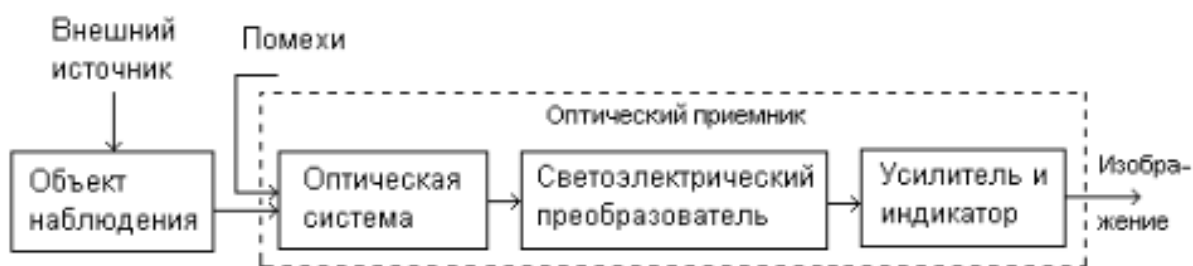 Внешний
источник
Помехи
Оптический приемник
Объект
наблюдения
Оптическая
система
Светоэлектрический
преобразователь
Усилитель и
индикатор
Изобра-
жение